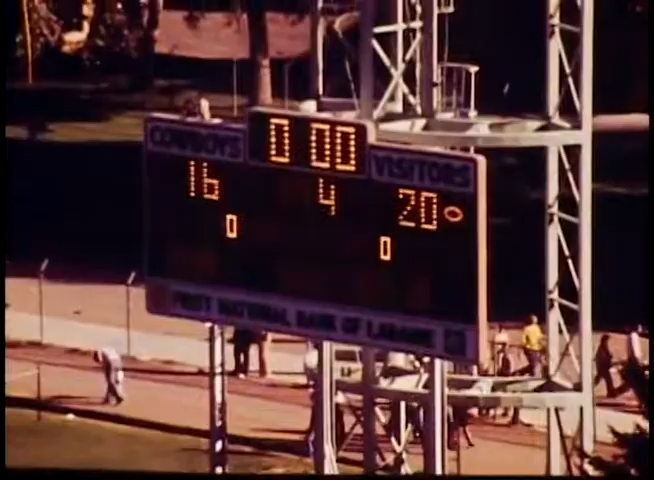 COWBOYS 0 00 VISITORS
16 4 20
0 0
FIRST NATIONAL BANK OF LARAMIE